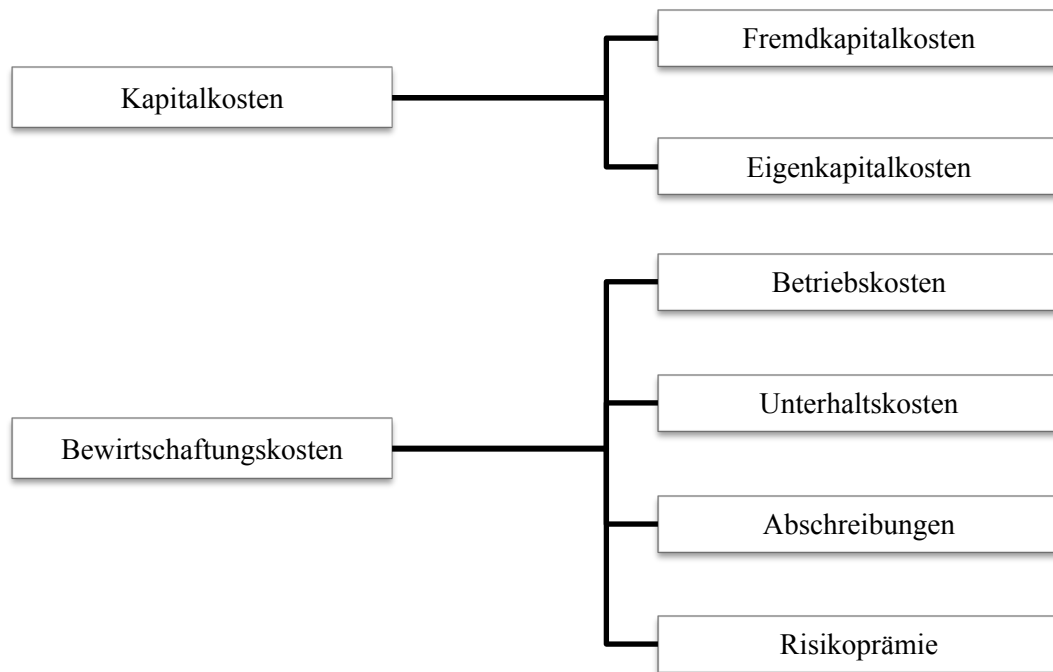 Kapitalkosten
Fremdkapitalkosten
Eigenkapitalkosten
Bewirtschaftungskosten
Betriebskosten
Unterhaltskosten
Abschreibungen
Risikoprämie